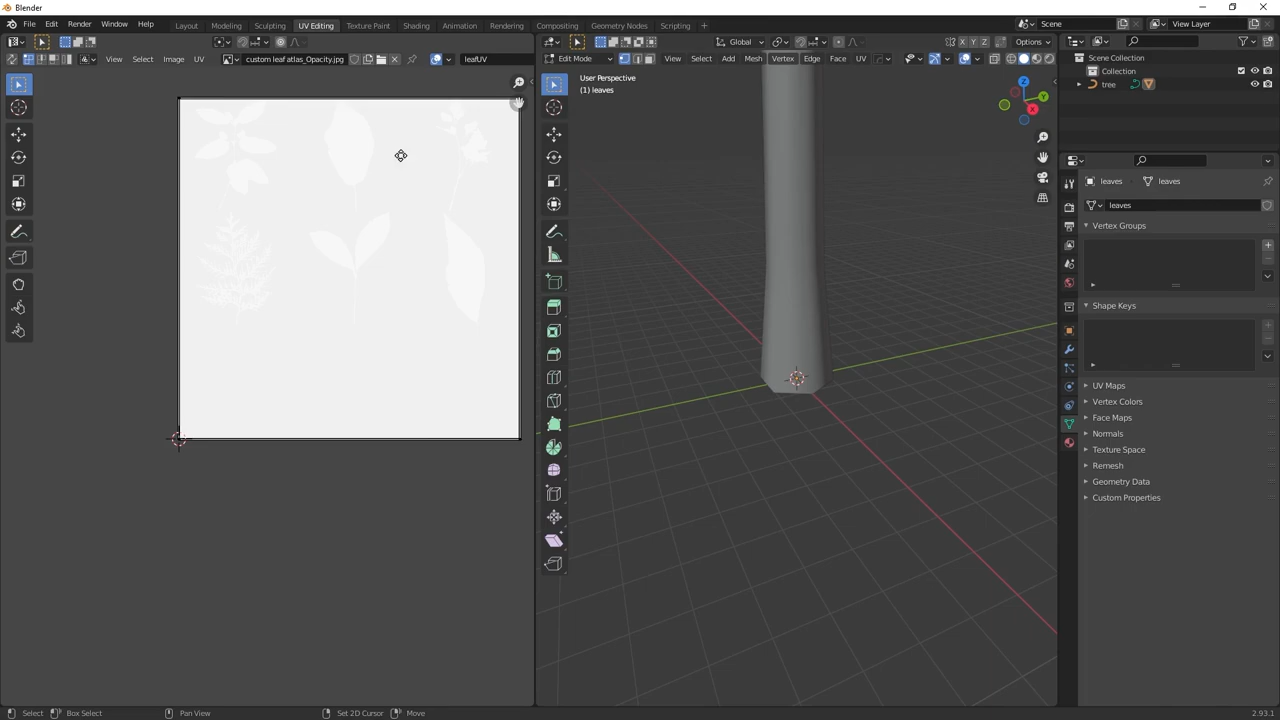 Blender
File Edit Render Window Help Layout Modeling Sculpting UV Editing Texture Paint Shading Animation Rendering Compositing Geometry Nodes Scripting + Scene View Layer
Global Options
View Select Image UV custom leaf atlas_Opacity.jpg leafUV Edit Mode View Select Add Mesh Vertex Edge Face UV X Y Z
Scene Collection
Collection
tree
User Perspective
(1) leaves
Z
Y
X
leaves leaves
leaves
Vertex Groups
Shape Keys
UV Maps
Vertex Colors
Face Maps
Normals
Texture Space
Remesh
Geometry Data
Custom Properties
Select Box Select Pan View Set 2D Cursor Move 2.93.1